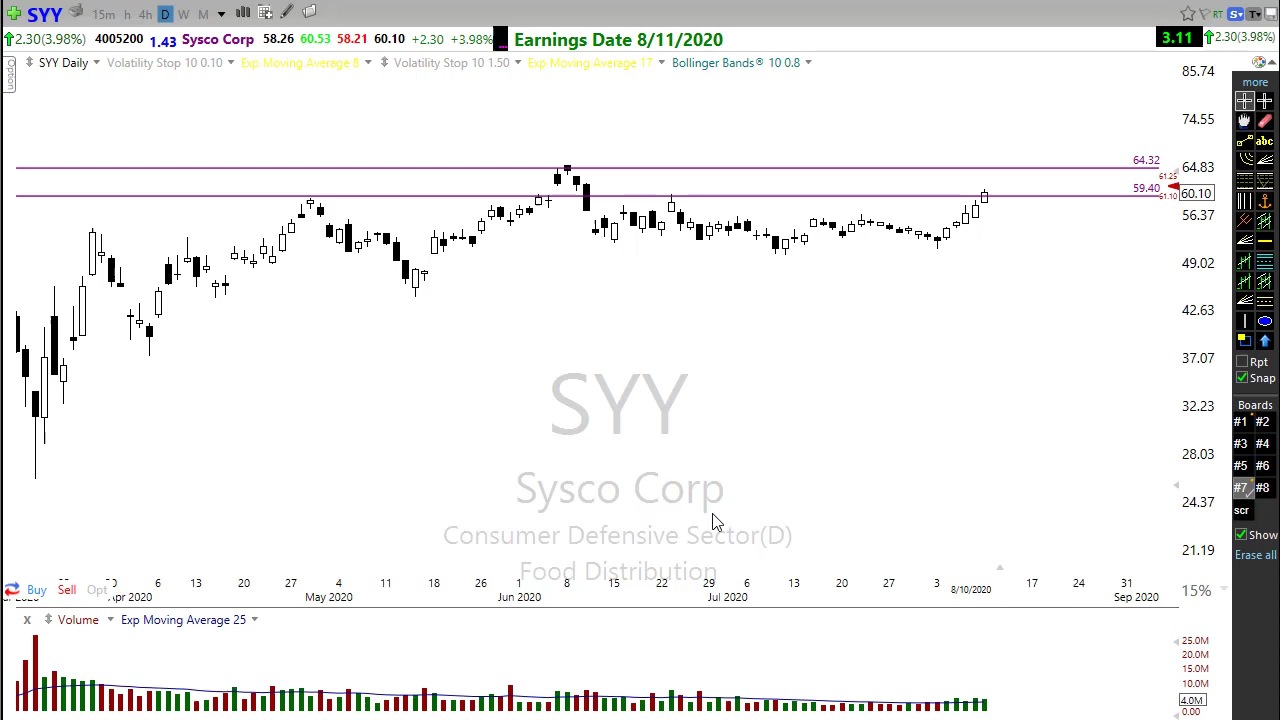 SYY 15m h 4h D W M
2.30(3.98%) 4005200 1.43 Sysco Corp 58.26 60.53 58.21 60.10 +2.30 +3.98% Earnings Date 8/11/2020 3.11 2.30(3.98%)
RT S T
Option
SYY Daily Volatility Stop 10 0.10 Exp Moving Average 8 Volatility Stop 10 1.50 Exp Moving Average 17 Bollinger Bands® 10 0.8
85.74
74.55
64.32 64.83
61.25
59.40 60.10
61.10
56.37
49.02
42.63
37.07
32.23
28.03
24.37
21.19
SYY
Sysco Corp
Consumer Defensive Sector(D)
Food Distribution
6 13 20 27 4 11 18 26 1 8 15 22 29 6 13 20 27 3 8/10/2020 17 24 31
Buy Sell Opt
Apr 2020 May 2020 Jun 2020 Jul 2020 Sep 2020
15%
x Volume Exp Moving Average 25
25.0M
20.0M
15.0M
10.0M
4.0M
0.00
more
abc
Rpt
Snap
Boards
#1 #2
#3 #4
#5 #6
#7 #8
scr
Show
Erase all